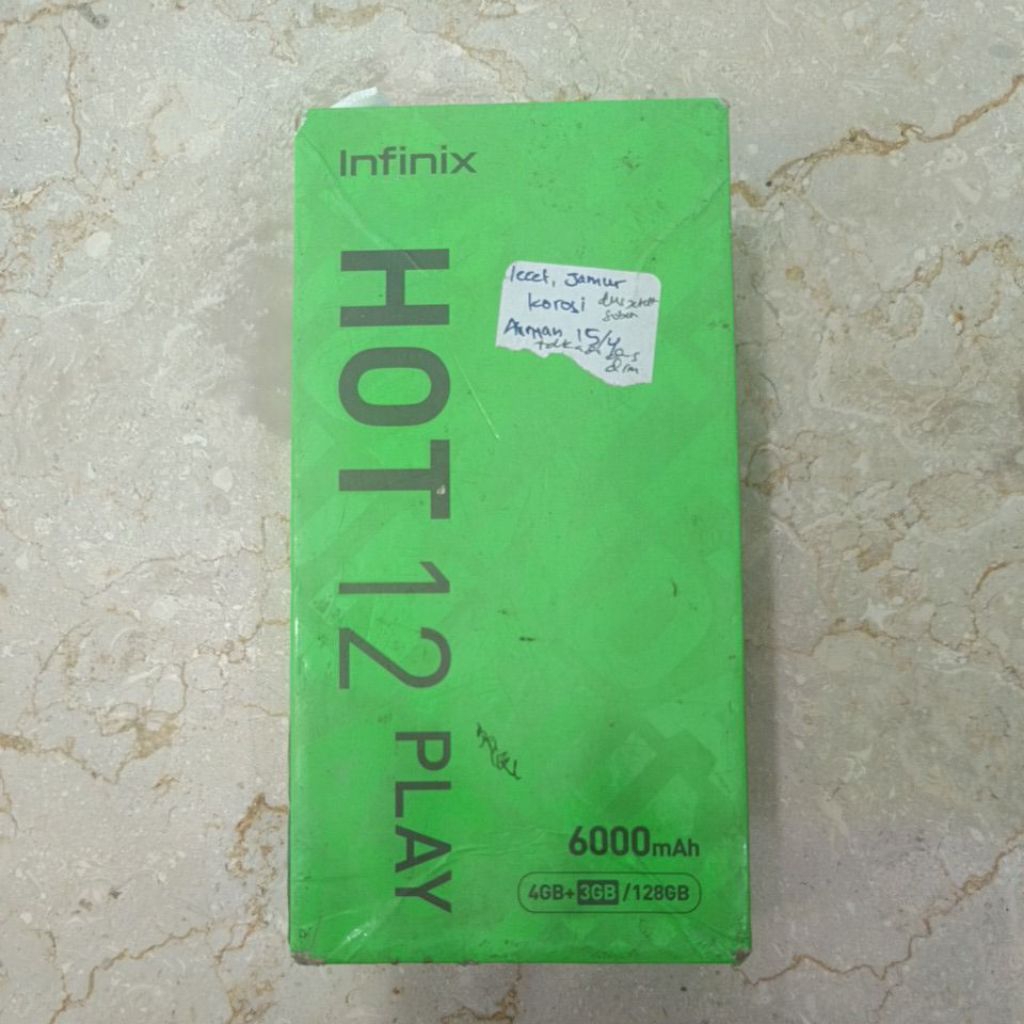 Infinix
HOT 12 PLAY
lecet, Jamur
korosi
Arman 15/4
6000mAh
4GB+3GB/128GB